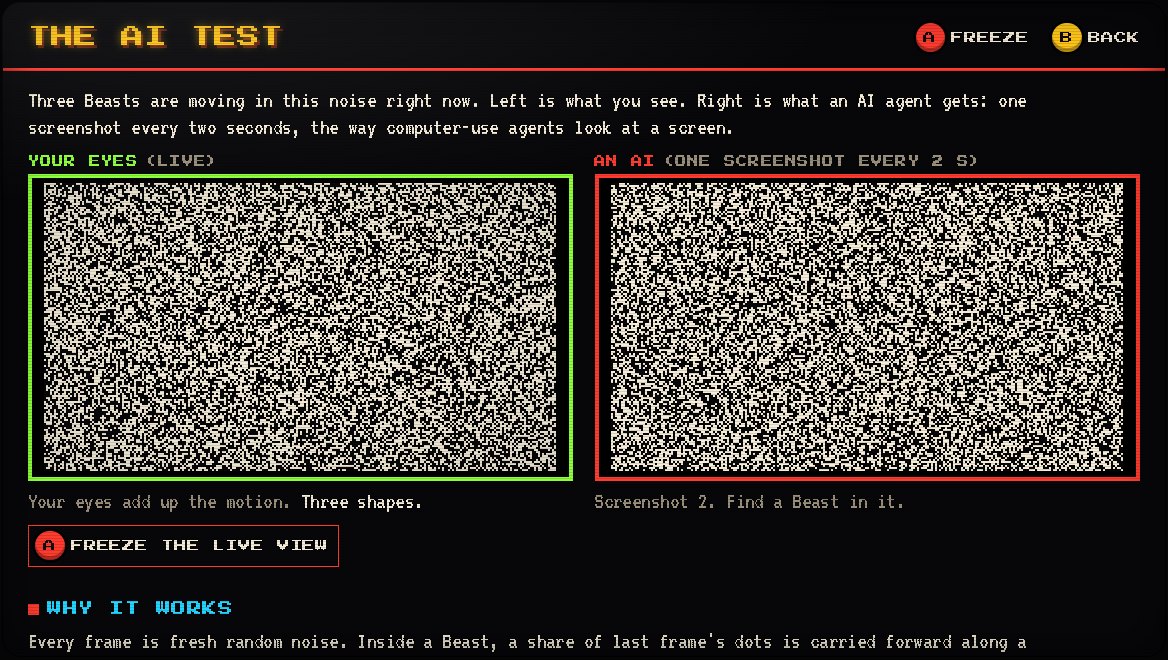 THE AI TEST
A FREEZE B BACK
Three Beasts are moving in this noise right now. Left is what you see. Right is what an AI agent gets: one
screenshot every two seconds, the way computer-use agents look at a screen.
YOUR EYES (LIVE)
AN AI (ONE SCREENSHOT EVERY 2 S)
Your eyes add up the motion. Three shapes.
Screenshot 2. Find a Beast in it.
A FREEZE THE LIVE VIEW
WHY IT WORKS
Every frame is fresh random noise. Inside a Beast, a share of last frame's dots is carried forward along a